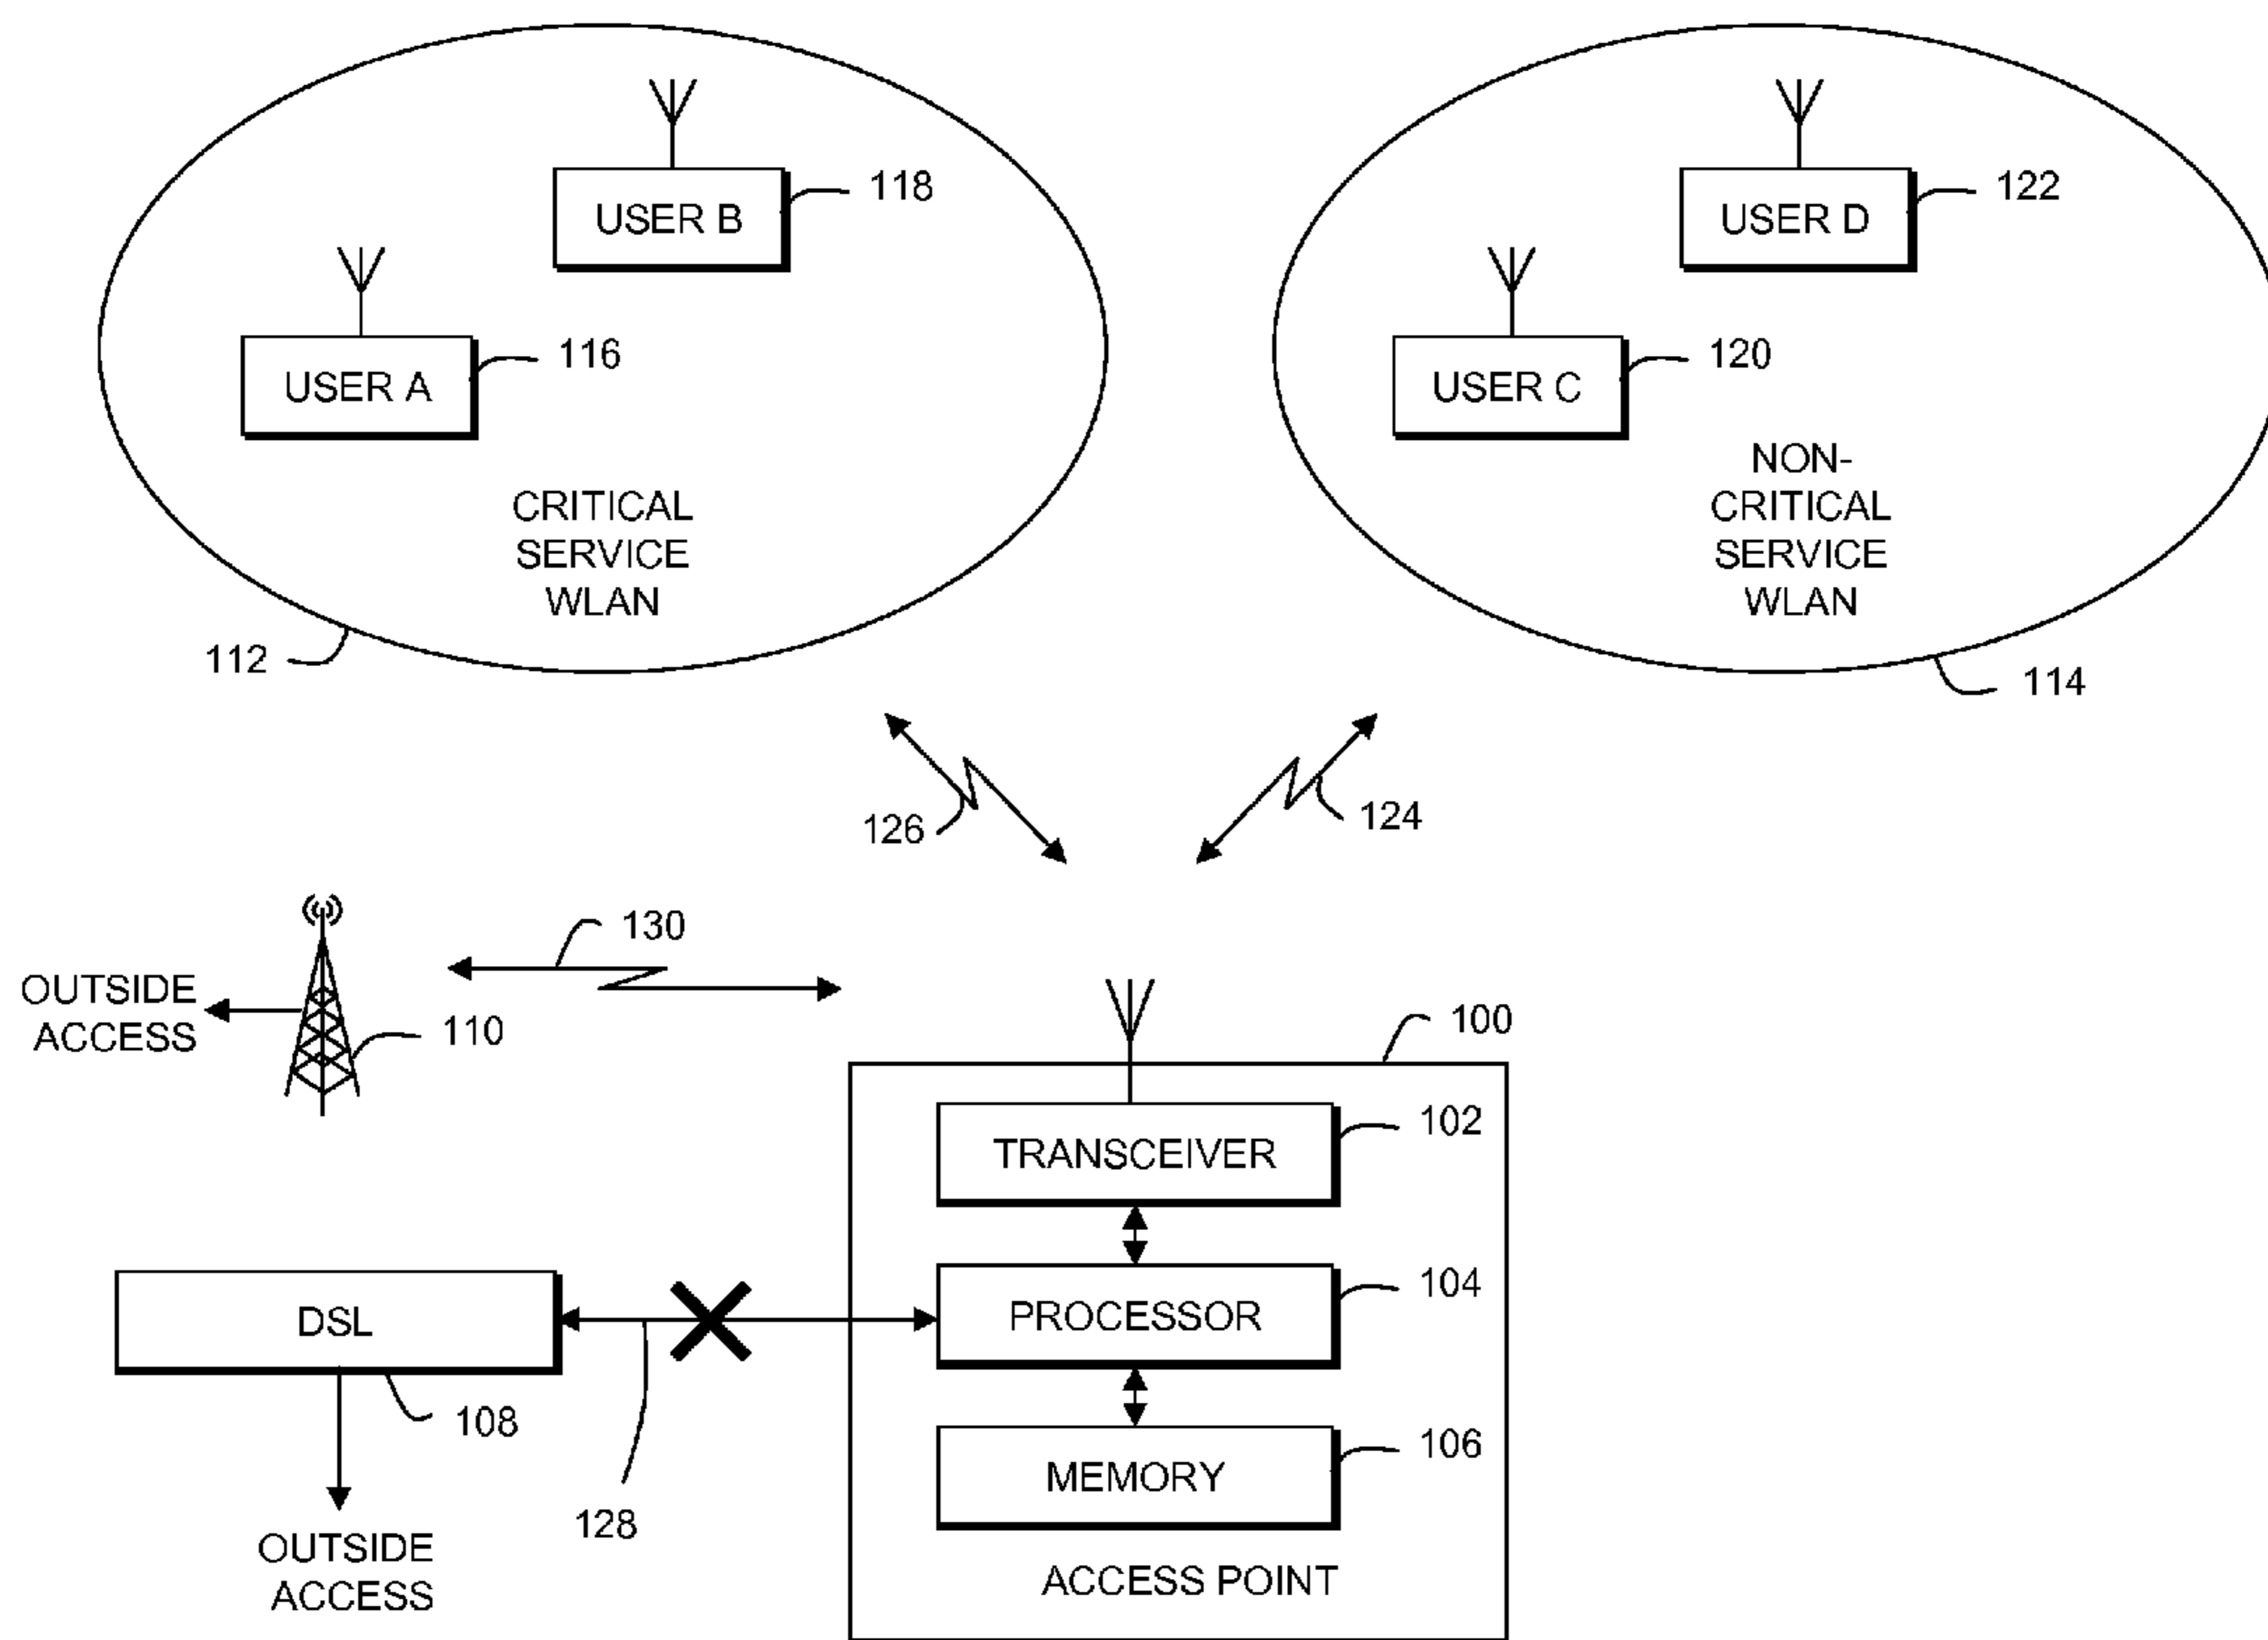 USER B
118
USER A
116
CRITICAL
SERVICE
WLAN
112
USER D
122
USER C
120
NON-
CRITICAL
SERVICE
WLAN
114
126
124
130
OUTSIDE
ACCESS
110
100
TRANSCEIVER
102
DSL
108
128
PROCESSOR
104
MEMORY
106
OUTSIDE
ACCESS
ACCESS POINT